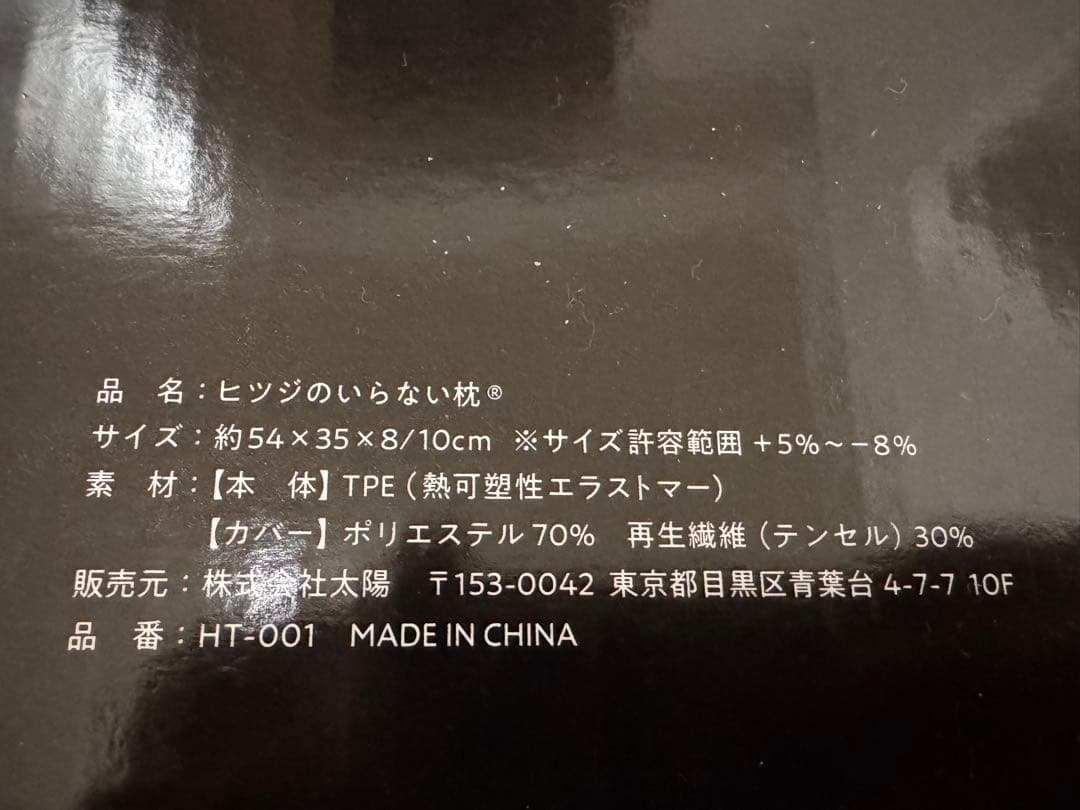 品　名：ヒツジのいらない枕®
サイズ：約54×35×8/10cm ※サイズ許容範囲 +5%～−8%
素　材：【本　体】TPE（熱可塑性エラストマー）
【カバー】ポリエステル70%　再生繊維（テンセル）30%
販売元：株式会社太陽　〒153-0042 東京都目黒区青葉台4-7-7 10F
品　番：HT-001　MADE IN CHINA